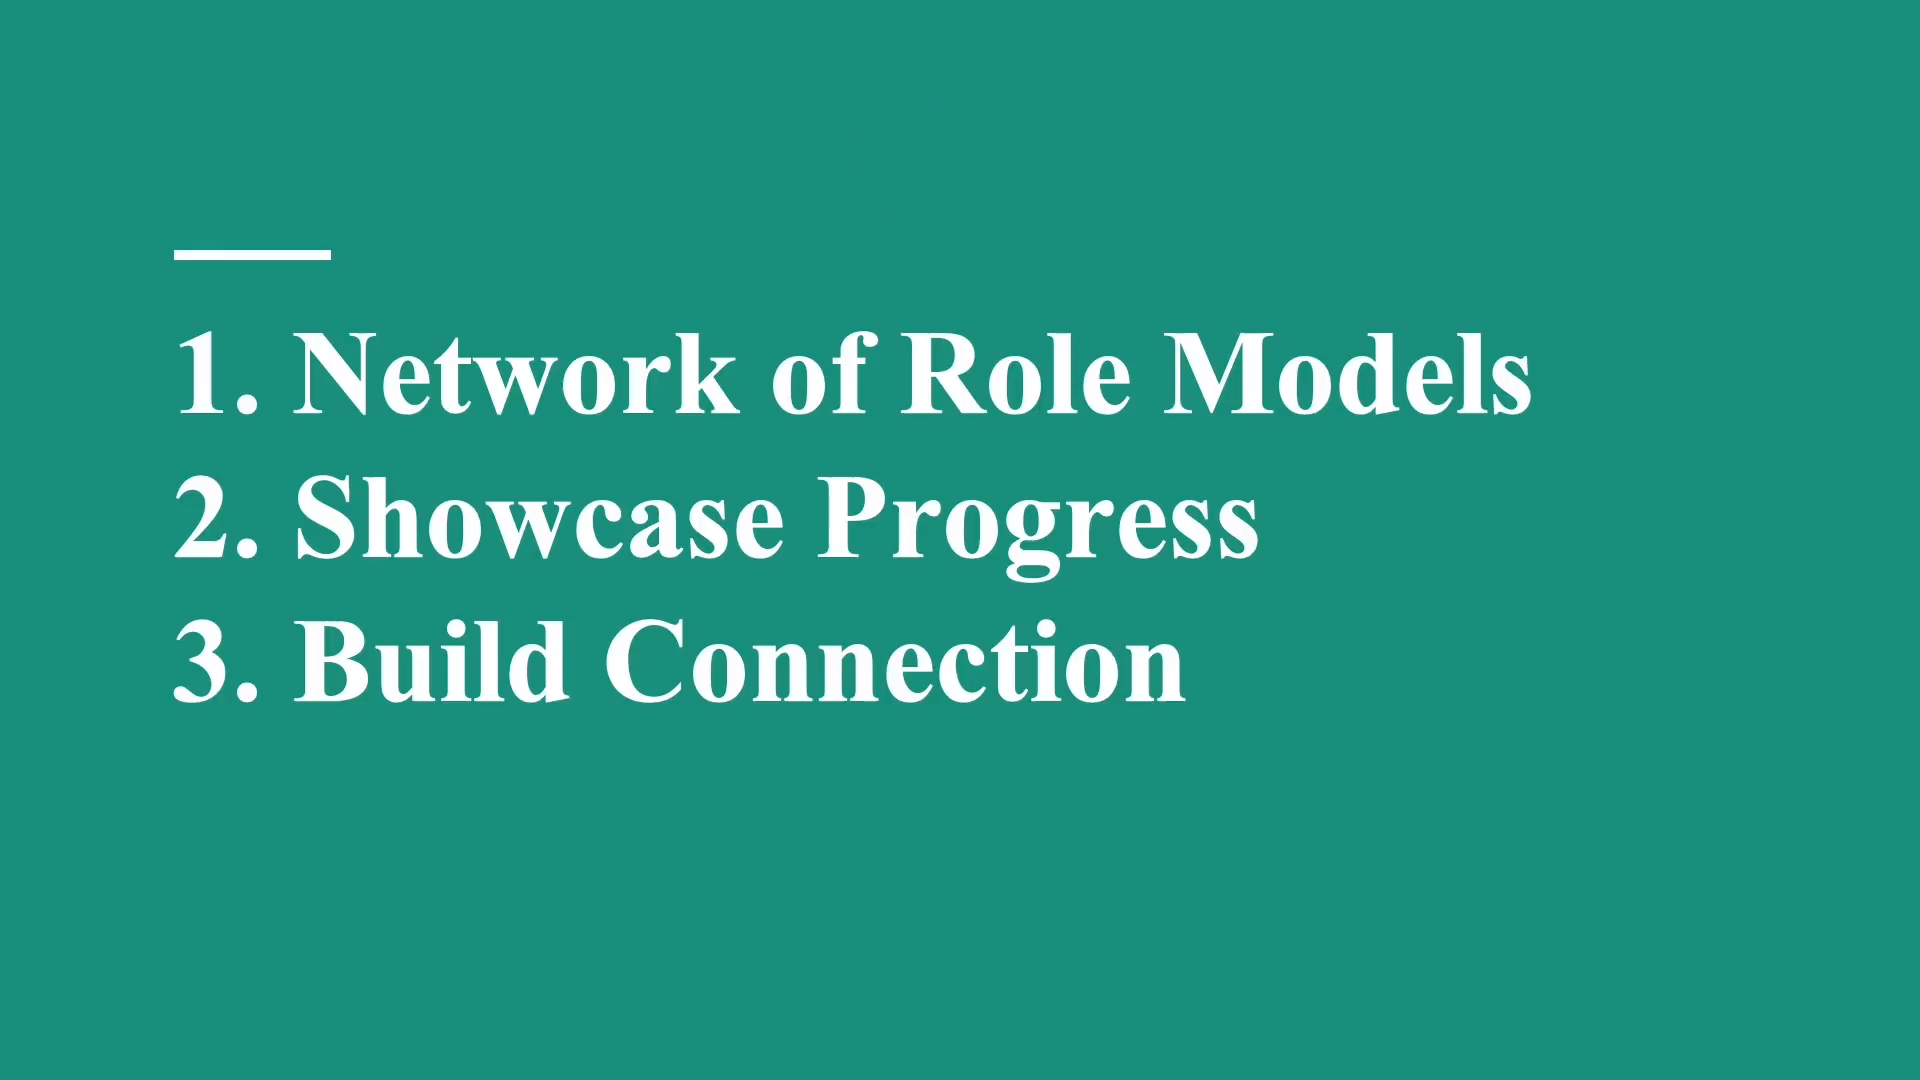 1. Network of Role Models
2. Showcase Progress
3. Build Connection